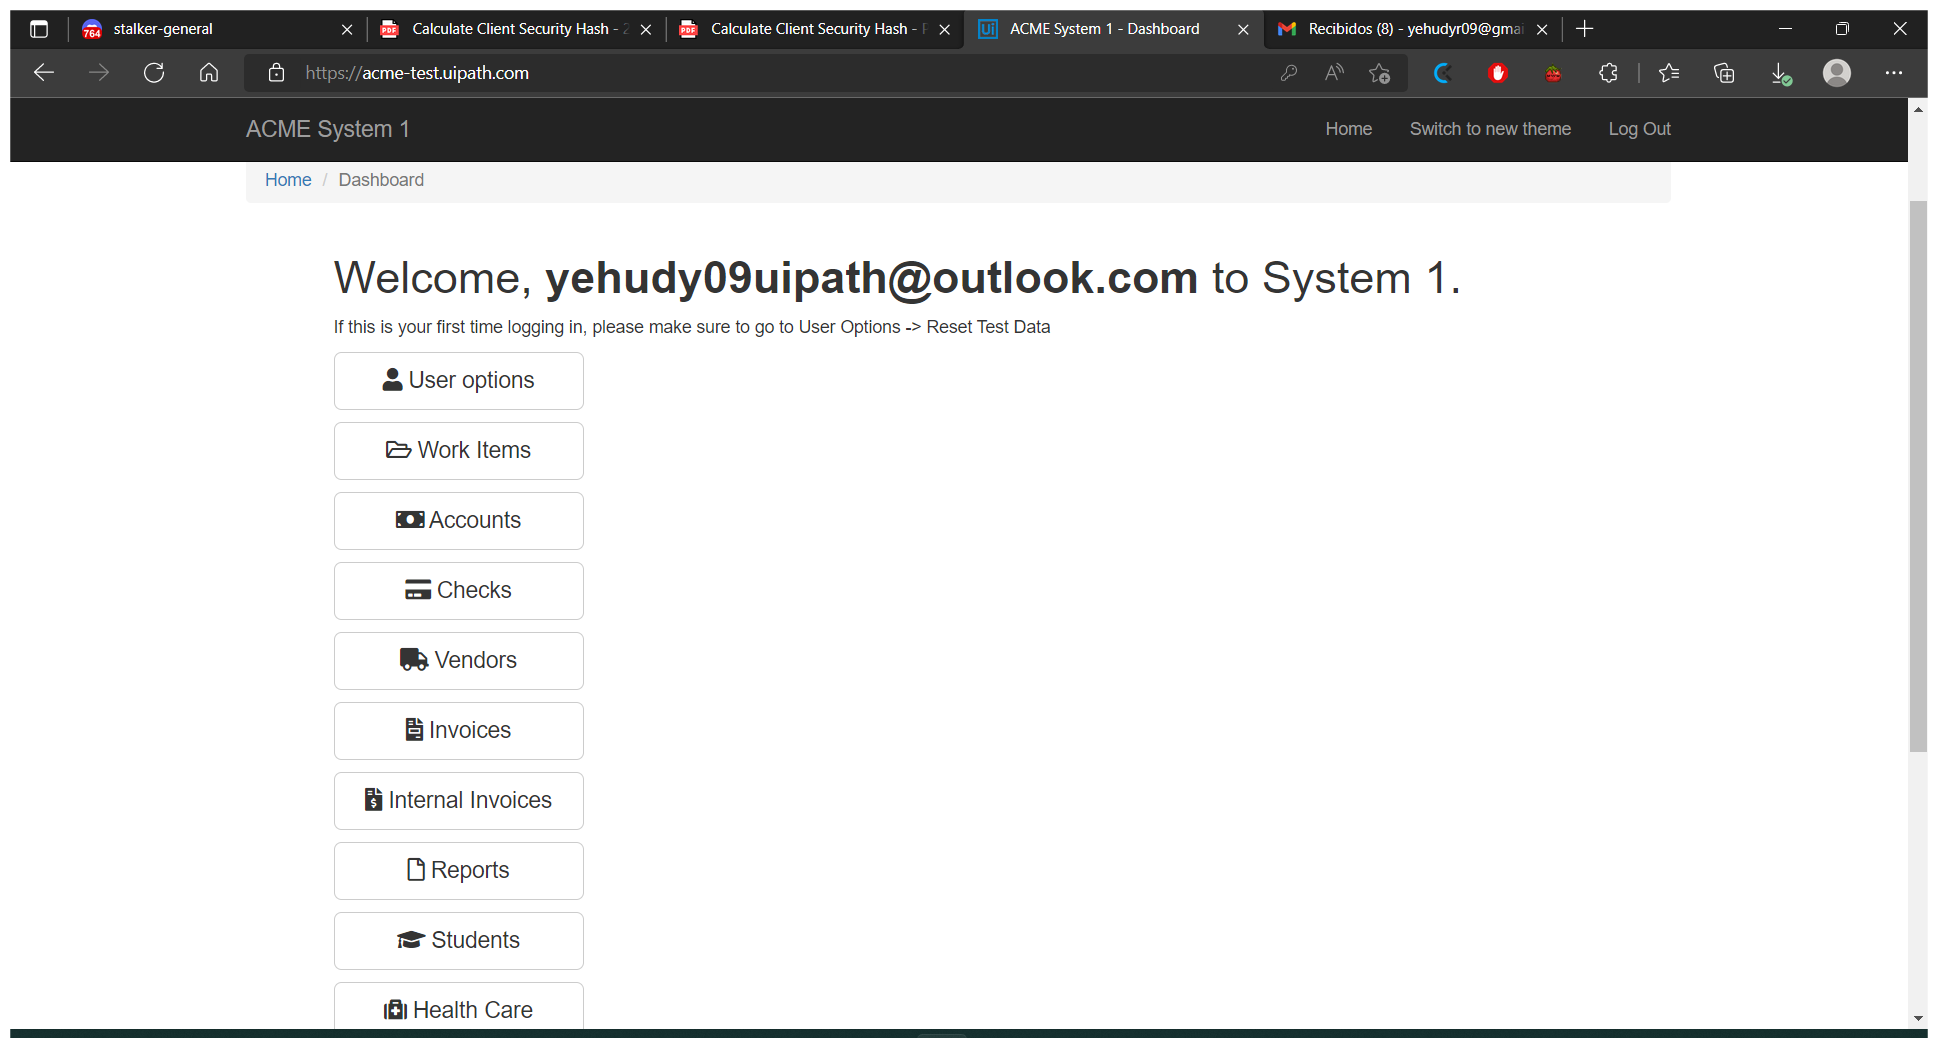 764 stalker-general
Calculate Client Security Hash - 2
Calculate Client Security Hash - P
Ui ACME System 1 - Dashboard
Recibidos (8) - yehudyr09@gmai
https://acme-test.uipath.com
ACME System 1
Home
Switch to new theme
Log Out
Home / Dashboard
Welcome, yehudy09uipath@outlook.com to System 1.
If this is your first time logging in, please make sure to go to User Options -> Reset Test Data
User options
Work Items
Accounts
Checks
Vendors
Invoices
Internal Invoices
Reports
Students
Health Care